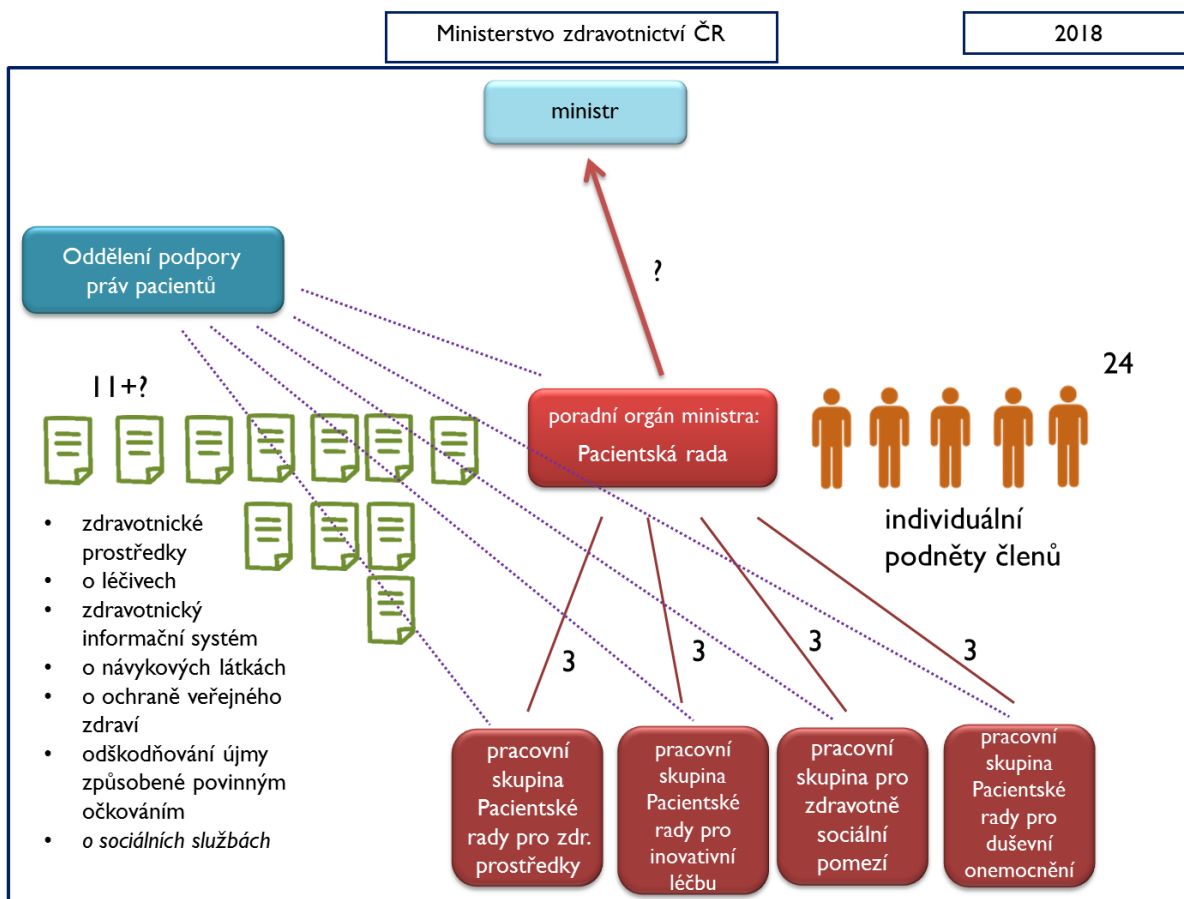 Ministerstvo zdravotnictví ČR
2018
ministr
Oddělení podpory
práv pacientů
?
11+?
24
poradní orgán ministra:
Pacientská rada
individuální
podněty členů
• zdravotnické
prostředky
• o léčivech
• zdravotnický
informační systém
• o návykových látkách
• o ochraně veřejného
zdraví
• odškodňování újmy
způsobené povinným
očkováním
• o sociálních službách
3
3
3
3
pracovní
skupina
Pacientské
rady pro zdr.
prostředky
pracovní
skupina
Pacientské
rady pro
inovativní
léčbu
pracovní
skupina pro
zdravotně
sociální
pomezí
pracovní
skupina
Pacientské
rady pro
duševní
onemocnění